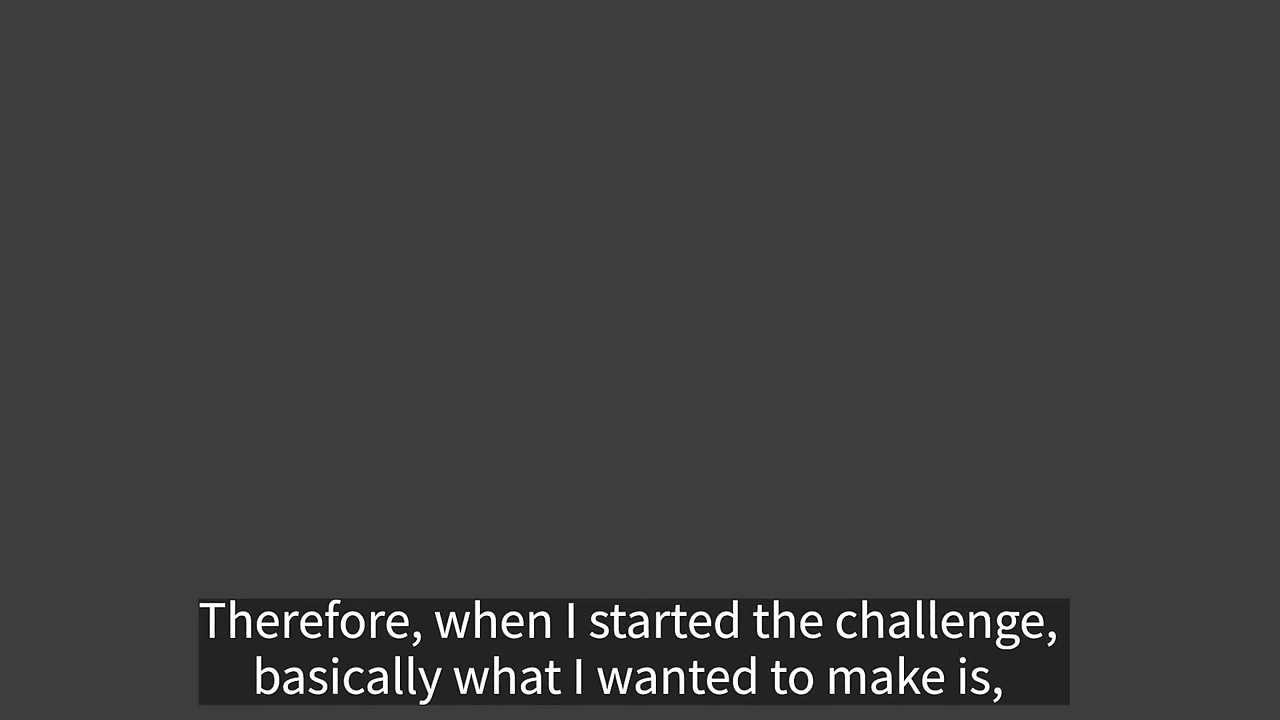 Therefore, when I started the challenge,
basically what I wanted to make is,